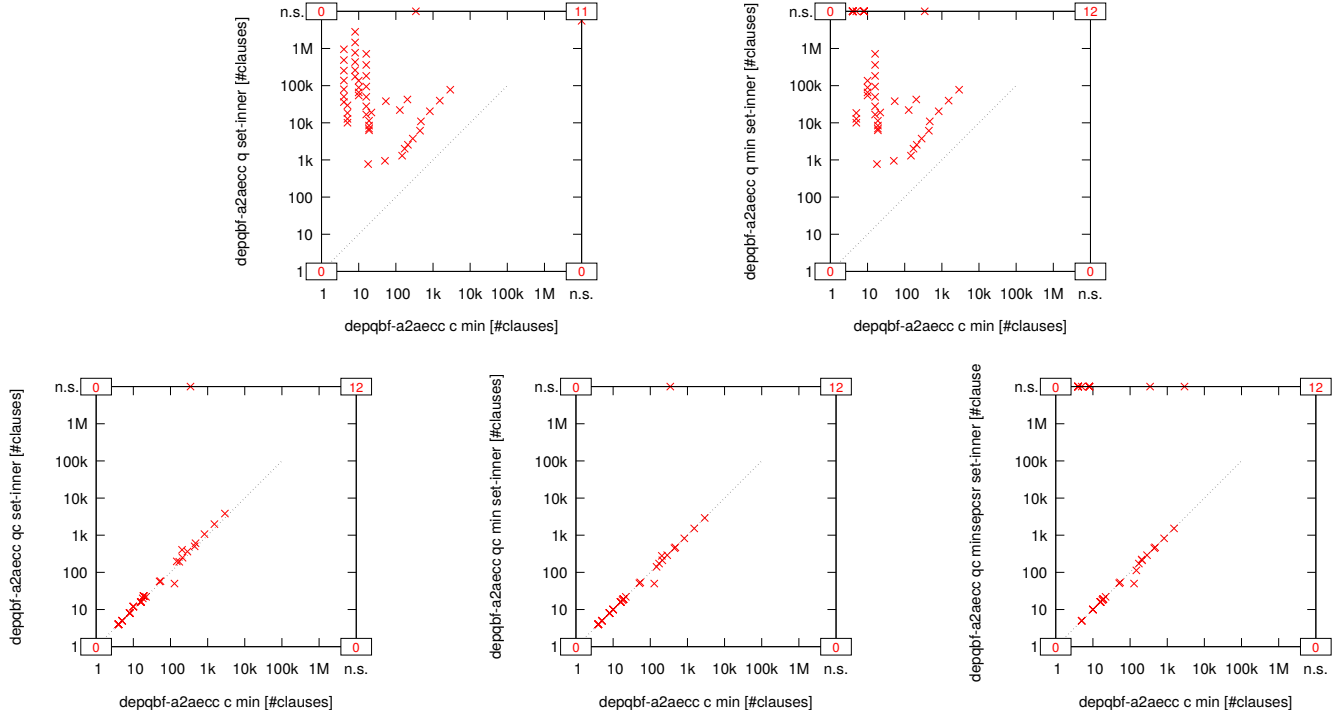 n.s. 0 11
1M
100k
10k
1k
100
10
1 0 0
1 10 100 1k 10k 100k 1M n.s.
depqbf-a2aecc q set-inner [#clauses]
depqbf-a2aecc c min [#clauses]
n.s. 0 12
1M
100k
10k
1k
100
10
1 0 0
1 10 100 1k 10k 100k 1M n.s.
depqbf-a2aecc q min set-inner [#clauses]
depqbf-a2aecc c min [#clauses]
n.s. 0 12
1M
100k
10k
1k
100
10
1 0 0
1 10 100 1k 10k 100k 1M n.s.
depqbf-a2aecc qc set-inner [#clauses]
depqbf-a2aecc c min [#clauses]
n.s. 0 12
1M
100k
10k
1k
100
10
1 0 0
1 10 100 1k 10k 100k 1M n.s.
depqbf-a2aecc qc min set-inner [#clauses]
depqbf-a2aecc c min [#clauses]
n.s. 0 12
1M
100k
10k
1k
100
10
1 0 0
1 10 100 1k 10k 100k 1M n.s.
depqbf-a2aecc qc minsepcsr set-inner [#clause
depqbf-a2aecc c min [#clauses]